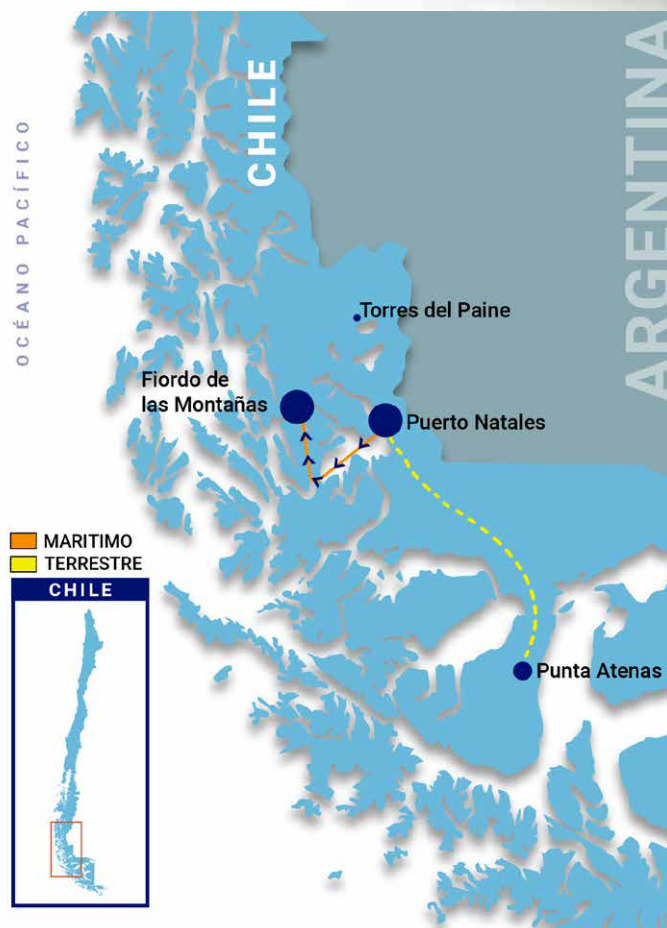 OCÉANO PACÍFICO
CHILE
ARGENTINA
Torres del Paine
Fiordo de
las Montañas
Puerto Natales
MARITIMO
TERRESTRE
CHILE
Punta Atenas